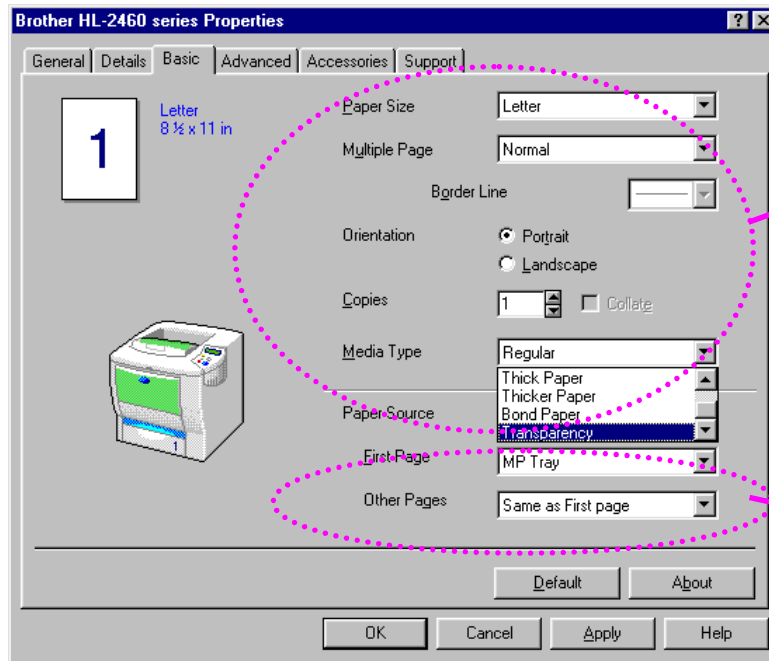 Brother HL-2460 series Properties
General Details Basic Advanced Accessories Support
1
Letter
8 ½ x 11 in
Paper Size Letter
Multiple Page Normal
Border Line
Orientation Portrait
Landscape
Copies 1 Collate
Media Type Regular
Thick Paper
Thicker Paper
Bond Paper
Transparency
Paper Source
First Page MP Tray
Other Pages Same as First page
1
Default About
OK Cancel Apply Help